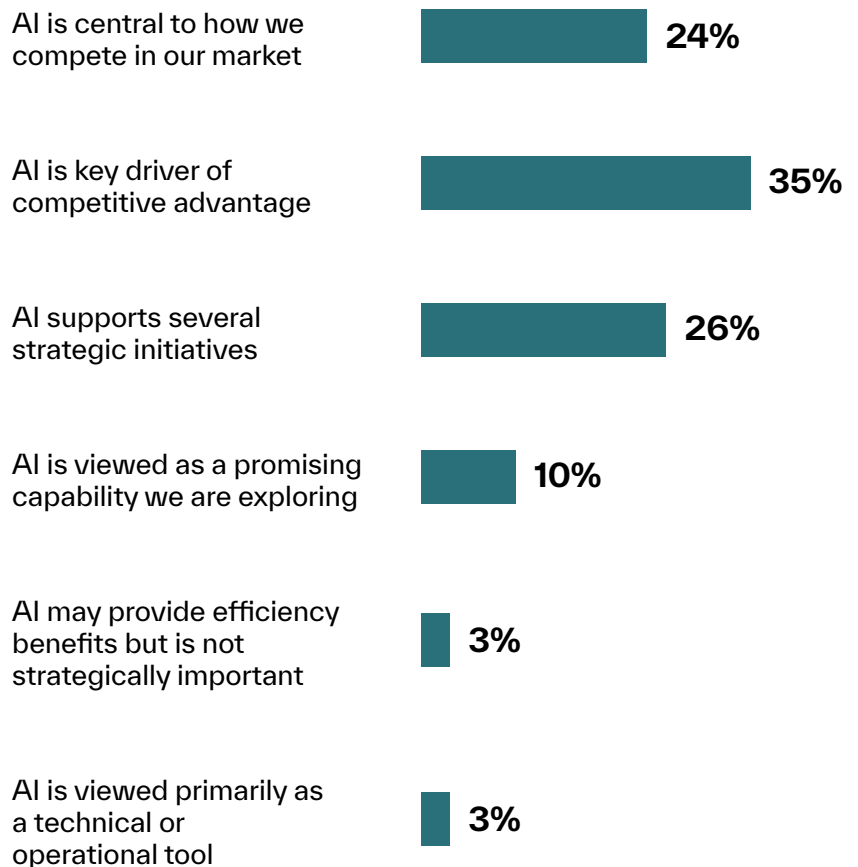 AI is central to how we
compete in our market
24%
AI is key driver of
competitive advantage
35%
AI supports several
strategic initiatives
26%
AI is viewed as a promising
capability we are exploring
10%
AI may provide efficiency
benefits but is not
strategically important
3%
AI is viewed primarily as
a technical or
operational tool
3%